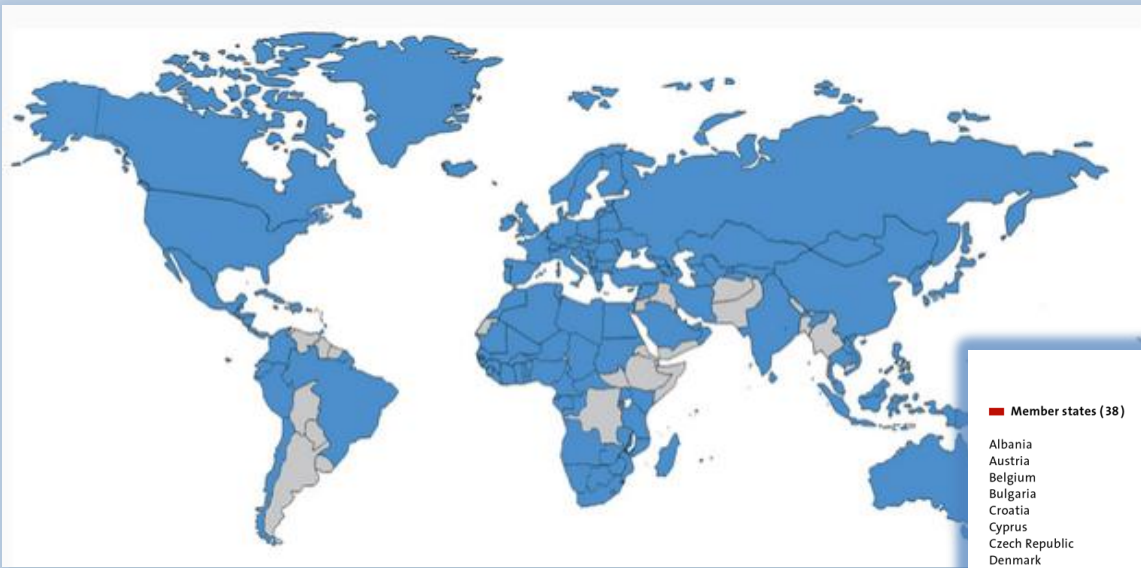 Member states (38)
Albania
Austria
Belgium
Bulgaria
Croatia
Cyprus
Czech Republic
Denmark